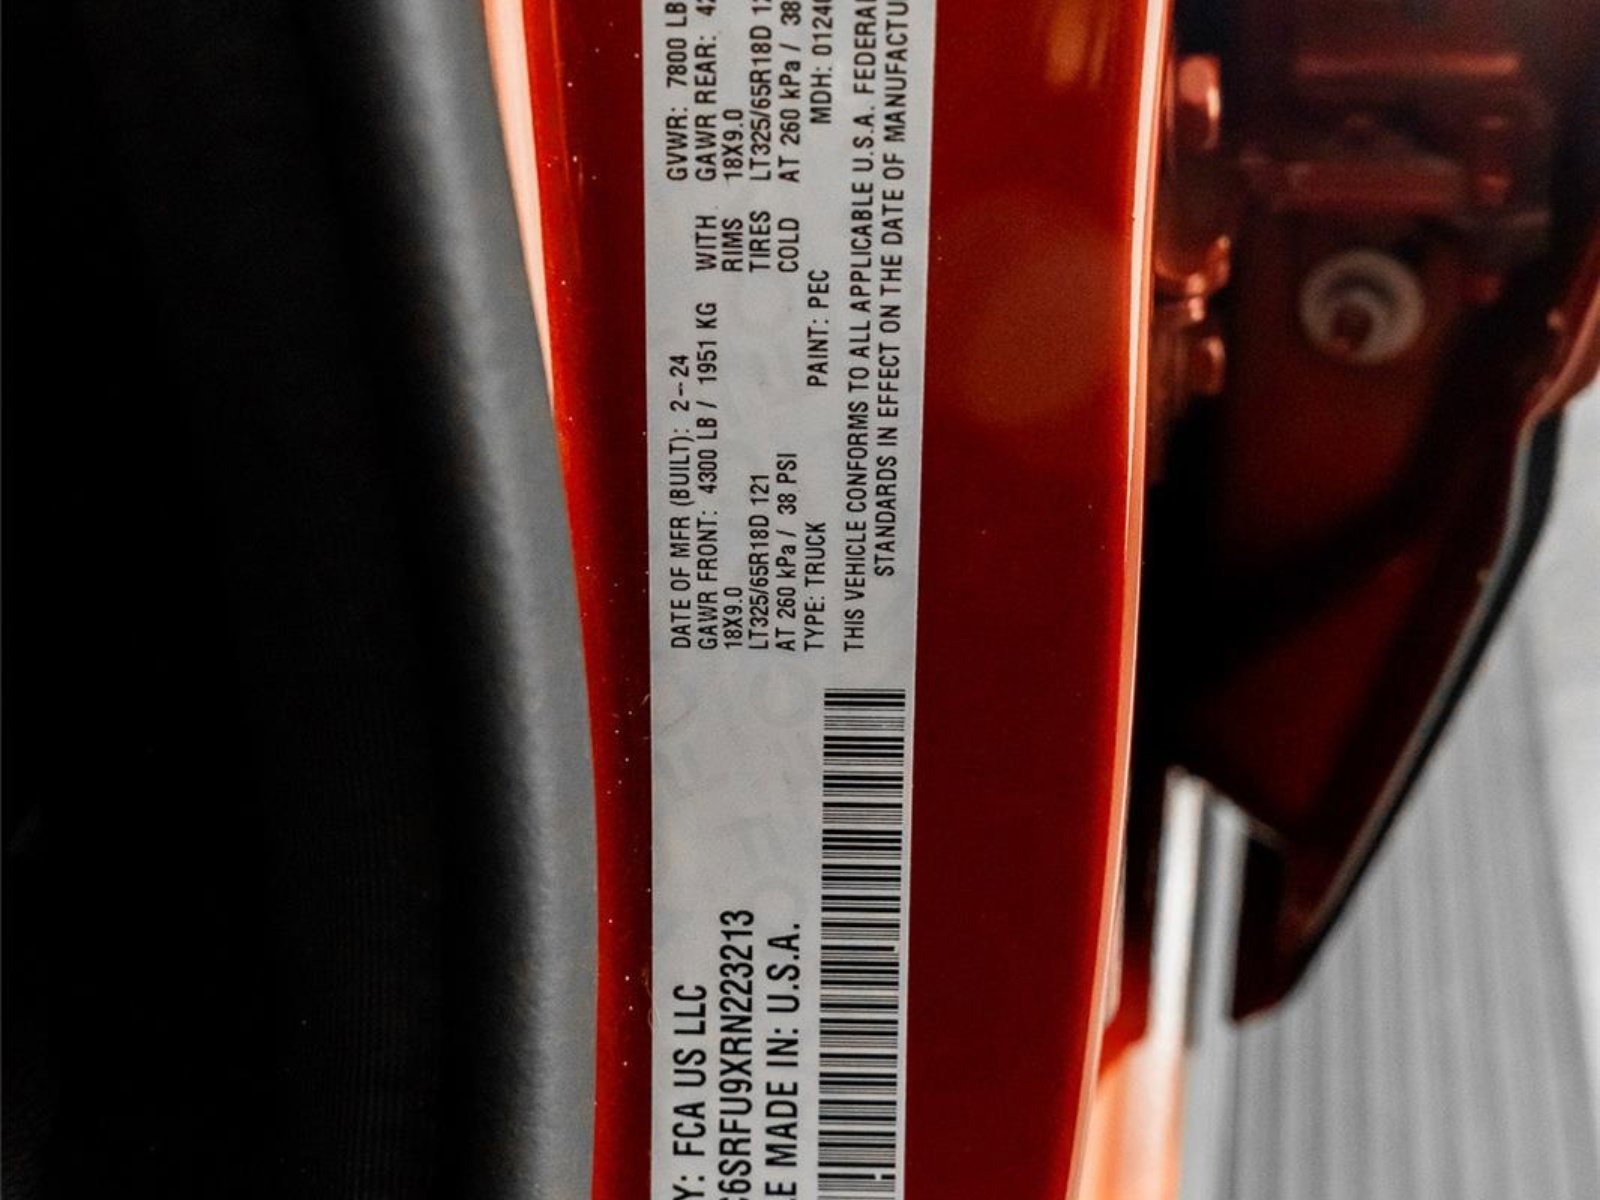 Y: FCA US LLC
6SRFU9XRN223213
E MADE IN: U.S.A.
DATE OF MFR (BUILT): 2-24 GVWR: 7800 LB
GAWR FRONT: 4300 LB / 1951 KG WITH GAWR REAR: 42
18X9.0 RIMS 18X9.0
LT325/65R18D 121 TIRES LT325/65R18D 12
AT 260 kPa / 38 PSI COLD AT 260 kPa / 38
TYPE: TRUCK PAINT: PEC MDH: 0124
THIS VEHICLE CONFORMS TO ALL APPLICABLE U.S.A. FEDERAL
STANDARDS IN EFFECT ON THE DATE OF MANUFACTU